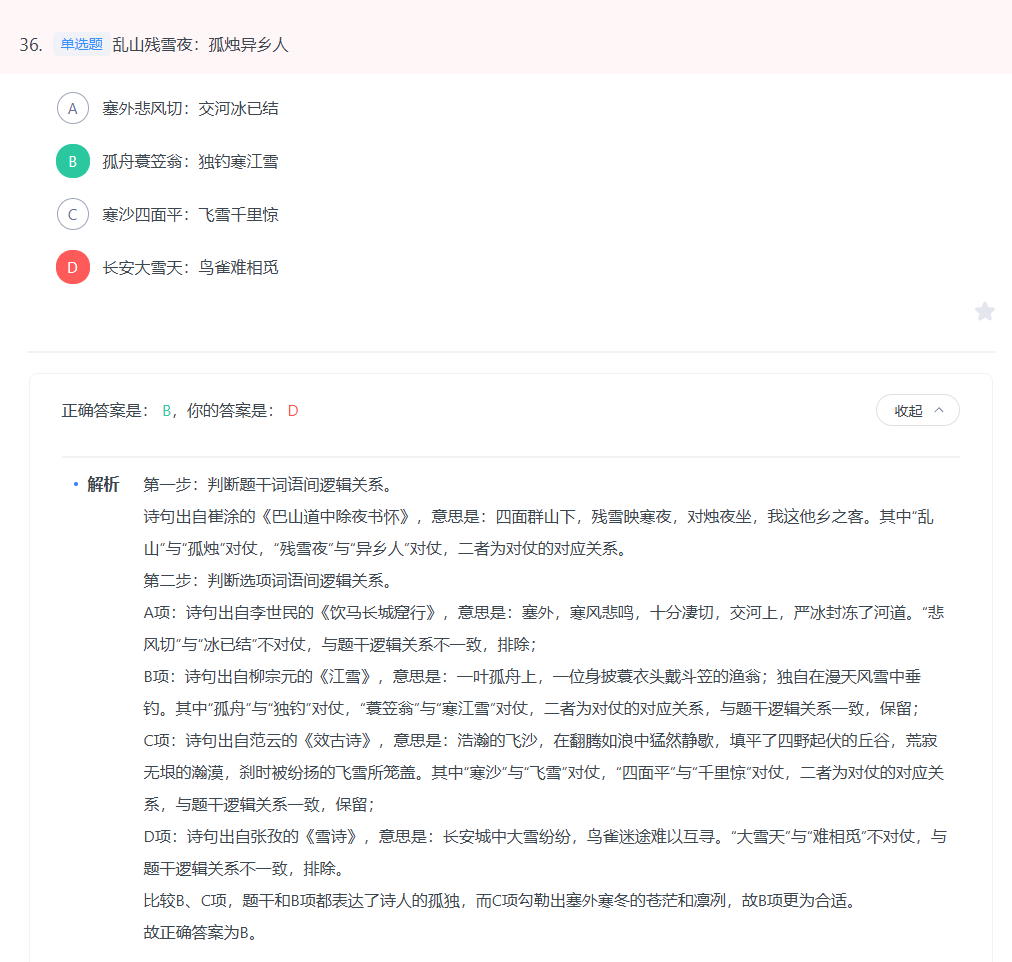 36. 单选题 乱山残雪夜：孤烛异乡人
A 塞外悲风切：交河冰已结
B 孤舟蓑笠翁：独钓寒江雪
C 寒沙四面平：飞雪千里惊
D 长安大雪天：鸟雀难相觅
正确答案是： B，你的答案是： D 收起
解析 第一步：判断题干词语间逻辑关系。
诗句出自崔涂的《巴山道中除夜书怀》，意思是：四面群山下，残雪映寒夜，对烛夜坐，我这他乡之客。其中“乱
山”与“孤烛”对仗，“残雪夜”与“异乡人”对仗，二者为对仗的对应关系。
第二步：判断选项词语间逻辑关系。
A项：诗句出自李世民的《饮马长城窟行》，意思是：塞外，寒风悲鸣，十分凄切，交河上，严冰封冻了河道。“悲
风切”与“冰已结”不对仗，与题干逻辑关系不一致，排除；
B项：诗句出自柳宗元的《江雪》，意思是：一叶孤舟上，一位身披蓑衣头戴斗笠的渔翁；独自在漫天风雪中垂
钓。其中“孤舟”与“独钓”对仗，“蓑笠翁”与“寒江雪”对仗，二者为对仗的对应关系，与题干逻辑关系一致，保留；
C项：诗句出自范云的《效古诗》，意思是：浩瀚的飞沙，在翻腾如浪中猛然静歇，填平了四野起伏的丘谷，荒寂
无垠的瀚漠，刹时被纷扬的飞雪所笼盖。其中“寒沙”与“飞雪”对仗，“四面平”与“千里惊”对仗，二者为对仗的对应关
系，与题干逻辑关系一致，保留；
D项：诗句出自张孜的《雪诗》，意思是：长安城中大雪纷纷，鸟雀迷途难以互寻。“大雪天”与“难相觅”不对仗，与
题干逻辑关系不一致，排除。
比较B、C项，题干和B项都表达了诗人的孤独，而C项勾勒出塞外寒冬的苍茫和凛冽，故B项更为合适。
故正确答案为B。